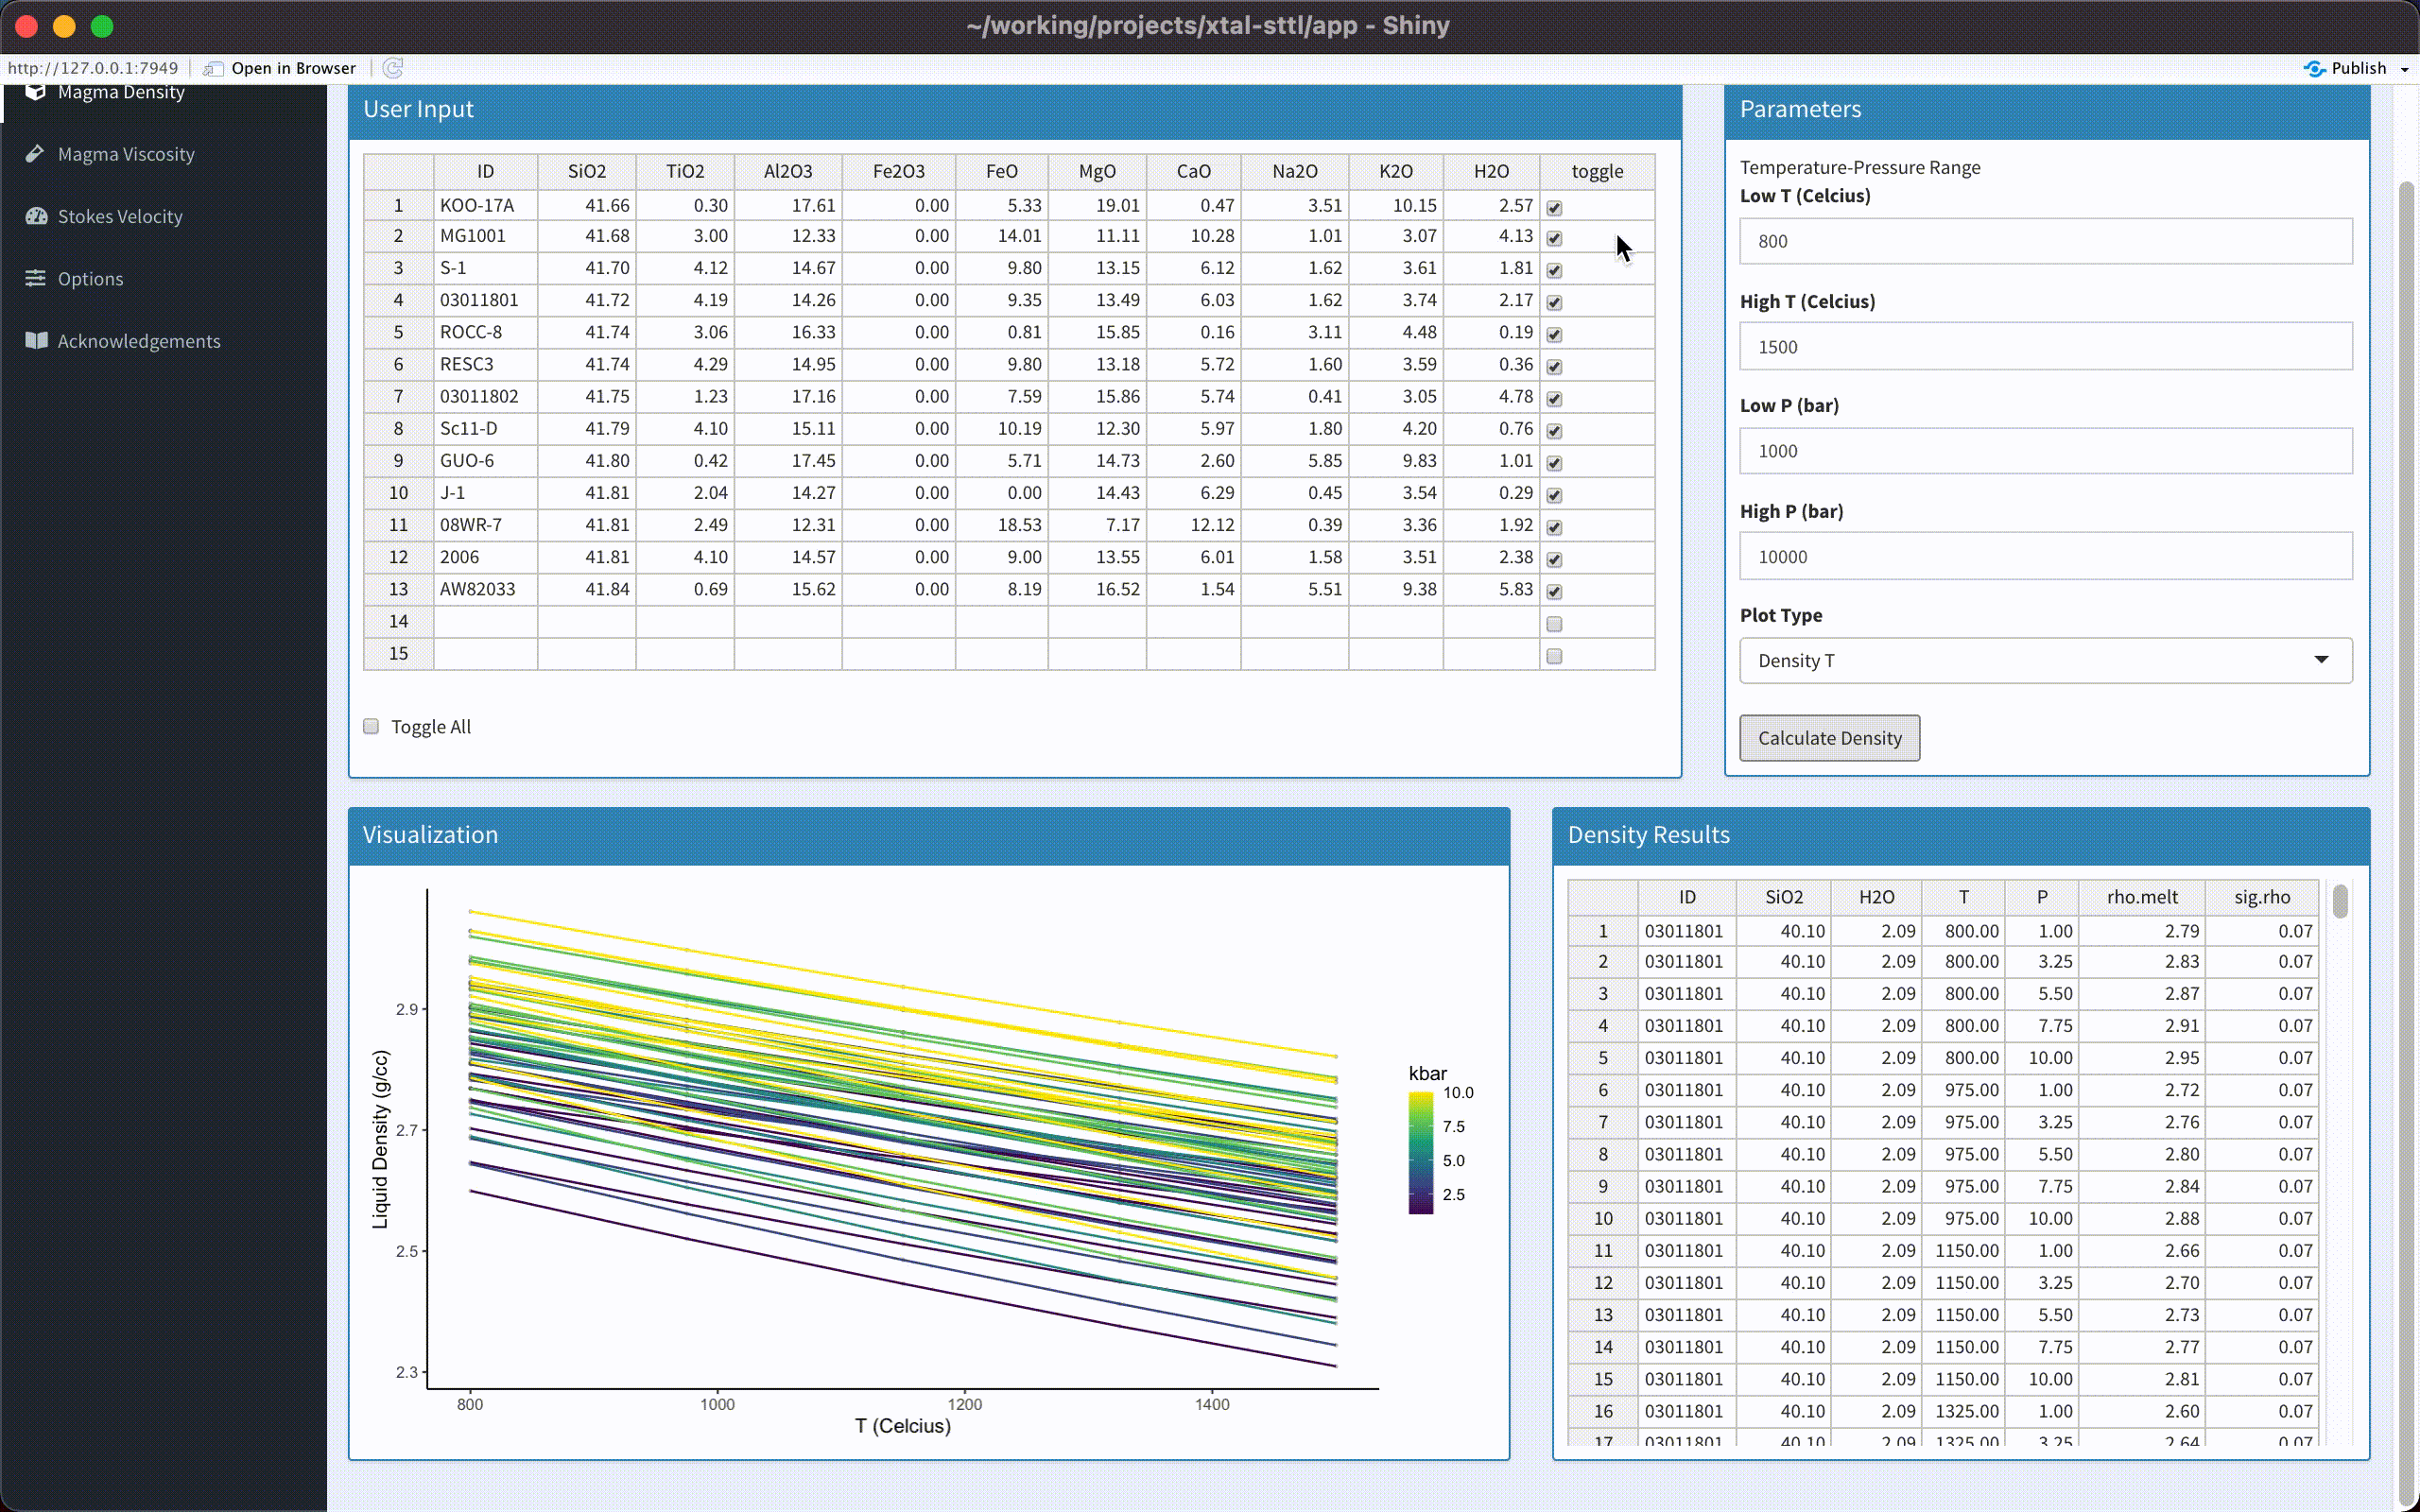 ~/working/projects/xtal-sttl/app - Shiny
http://127.0.0.1:7949 Open in Browser Publish
Magma Density
Magma Viscosity
Stokes Velocity
Options
Acknowledgements
User Input
ID SiO2 TiO2 Al2O3 Fe2O3 FeO MgO CaO Na2O K2O H2O toggle
1 KOO-17A 41.66 0.30 17.61 0.00 5.33 19.01 0.47 3.51 10.15 2.57
2 MG1001 41.68 3.00 12.33 0.00 14.01 11.11 10.28 1.01 3.07 4.13
3 S-1 41.70 4.12 14.67 0.00 9.80 13.15 6.12 1.62 3.61 1.81
4 03011801 41.72 4.19 14.26 0.00 9.35 13.49 6.03 1.62 3.74 2.17
5 ROCC-8 41.74 3.06 16.33 0.00 0.81 15.85 0.16 3.11 4.48 0.19
6 RESC3 41.74 4.29 14.95 0.00 9.80 13.18 5.72 1.60 3.59 0.36
7 03011802 41.75 1.23 17.16 0.00 7.59 15.86 5.74 0.41 3.05 4.78
8 Sc11-D 41.79 4.10 15.11 0.00 10.19 12.30 5.97 1.80 4.20 0.76
9 GUO-6 41.80 0.42 17.45 0.00 5.71 14.73 2.60 5.85 9.83 1.01
10 J-1 41.81 2.04 14.27 0.00 0.00 14.43 6.29 0.45 3.54 0.29
11 08WR-7 41.81 2.49 12.31 0.00 18.53 7.17 12.12 0.39 3.36 1.92
12 2006 41.81 4.10 14.57 0.00 9.00 13.55 6.01 1.58 3.51 2.38
13 AW82033 41.84 0.69 15.62 0.00 8.19 16.52 1.54 5.51 9.38 5.83
14
15
Toggle All
Parameters
Temperature-Pressure Range
Low T (Celcius)
800
High T (Celcius)
1500
Low P (bar)
1000
High P (bar)
10000
Plot Type
Density T
Calculate Density
Visualization
Liquid Density (g/cc)
2.9
2.7
2.5
2.3
800 1000 1200 1400
T (Celcius)
kbar
10.0
7.5
5.0
2.5
Density Results
ID SiO2 H2O T P rho.melt sig.rho
1 03011801 40.10 2.09 800.00 1.00 2.79 0.07
2 03011801 40.10 2.09 800.00 3.25 2.83 0.07
3 03011801 40.10 2.09 800.00 5.50 2.87 0.07
4 03011801 40.10 2.09 800.00 7.75 2.91 0.07
5 03011801 40.10 2.09 800.00 10.00 2.95 0.07
6 03011801 40.10 2.09 975.00 1.00 2.72 0.07
7 03011801 40.10 2.09 975.00 3.25 2.76 0.07
8 03011801 40.10 2.09 975.00 5.50 2.80 0.07
9 03011801 40.10 2.09 975.00 7.75 2.84 0.07
10 03011801 40.10 2.09 975.00 10.00 2.88 0.07
11 03011801 40.10 2.09 1150.00 1.00 2.66 0.07
12 03011801 40.10 2.09 1150.00 3.25 2.70 0.07
13 03011801 40.10 2.09 1150.00 5.50 2.73 0.07
14 03011801 40.10 2.09 1150.00 7.75 2.77 0.07
15 03011801 40.10 2.09 1150.00 10.00 2.81 0.07
16 03011801 40.10 2.09 1325.00 1.00 2.60 0.07
17 03011801 40.10 2.09 1325.00 3.25 2.64 0.07